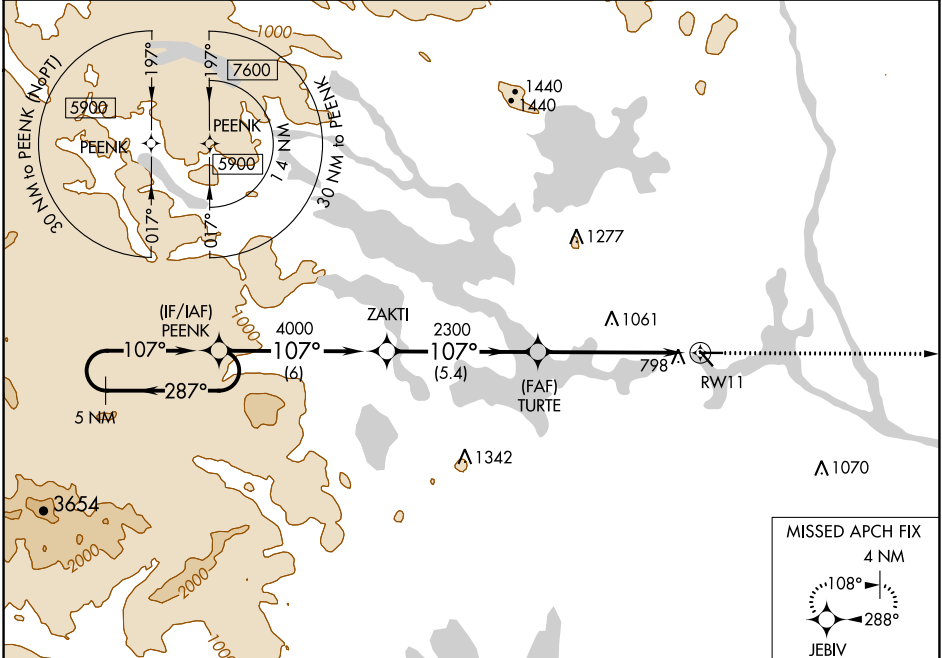 1000
197°
197°
7600
30 NM to PEENK (NoPT)
5900
PEENK
PEENK
5900
14 NM
30 NM to PEENK
017°
017°
1440
1440
1277
(IF/IAF)
PEENK
1000
4000
107°
(6)
ZAKTI
2300
107°
(5.4)
1061
798
(FAF)
TURTE
RW11
107°
287°
5 NM
1342
1070
3654
2000
2000
1000
MISSED APCH FIX
4 NM
108°
288°
JEBIV